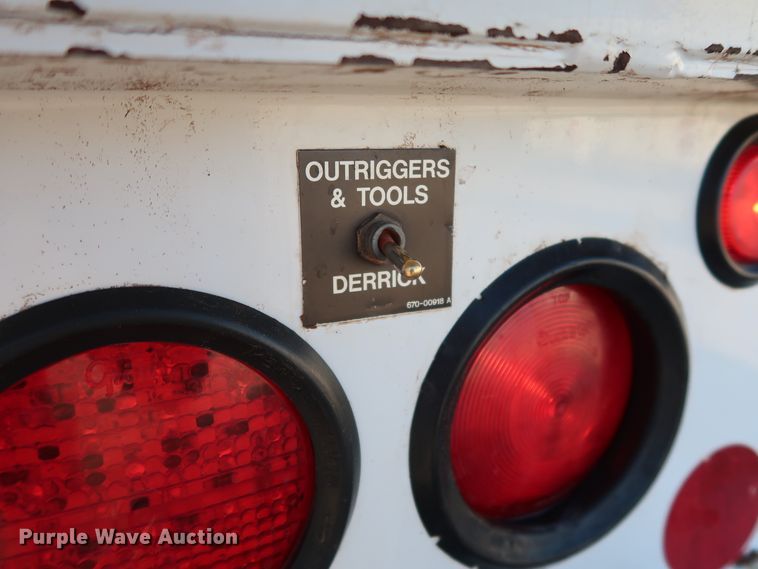 OUTRIGGERS
& TOOLS
DERRICK
670-00918 A
Purple Wave Auction